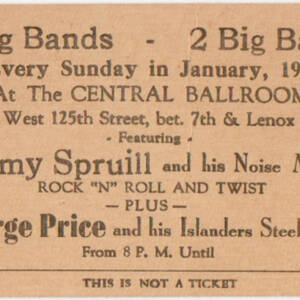 g Bands - 2 Big Ba
very Sunday in January, 19
At The CENTRAL BALLROOM
West 125th Street, bet. 7th & Lenox
- Featuring -
my Spruill and his Noise M
ROCK "N" ROLL AND TWIST
— PLUS —
rge Price and his Islanders Steel
From 8 P. M. Until
THIS IS NOT A TICKET